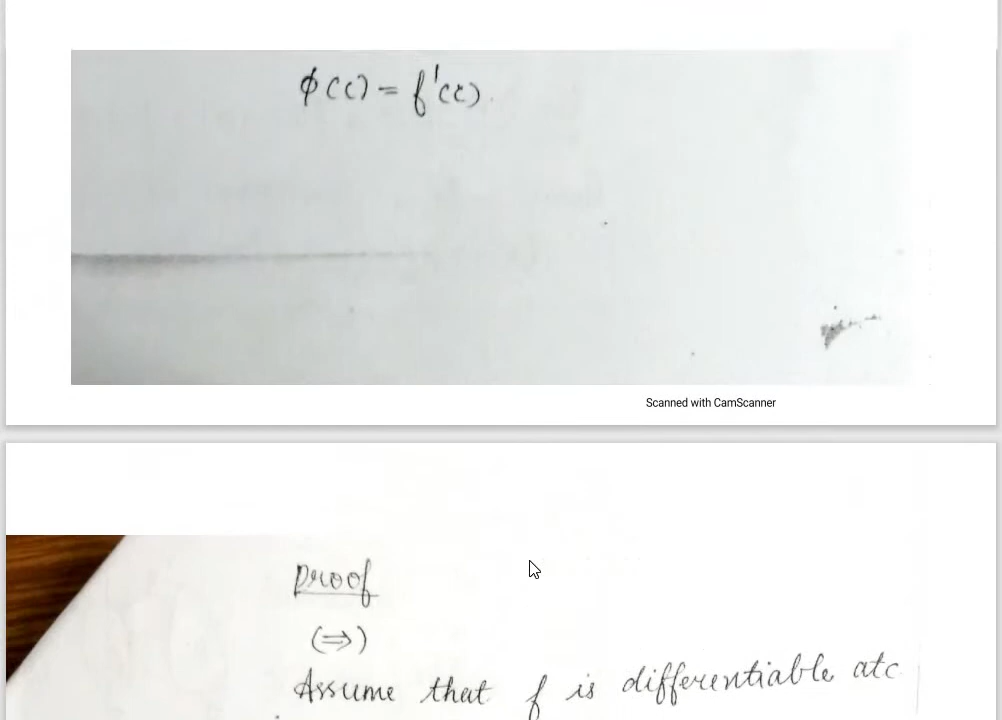 φ(c) = f'(c).
Scanned with CamScanner
Proof
(⇒)
Assume that f is differentiable at c